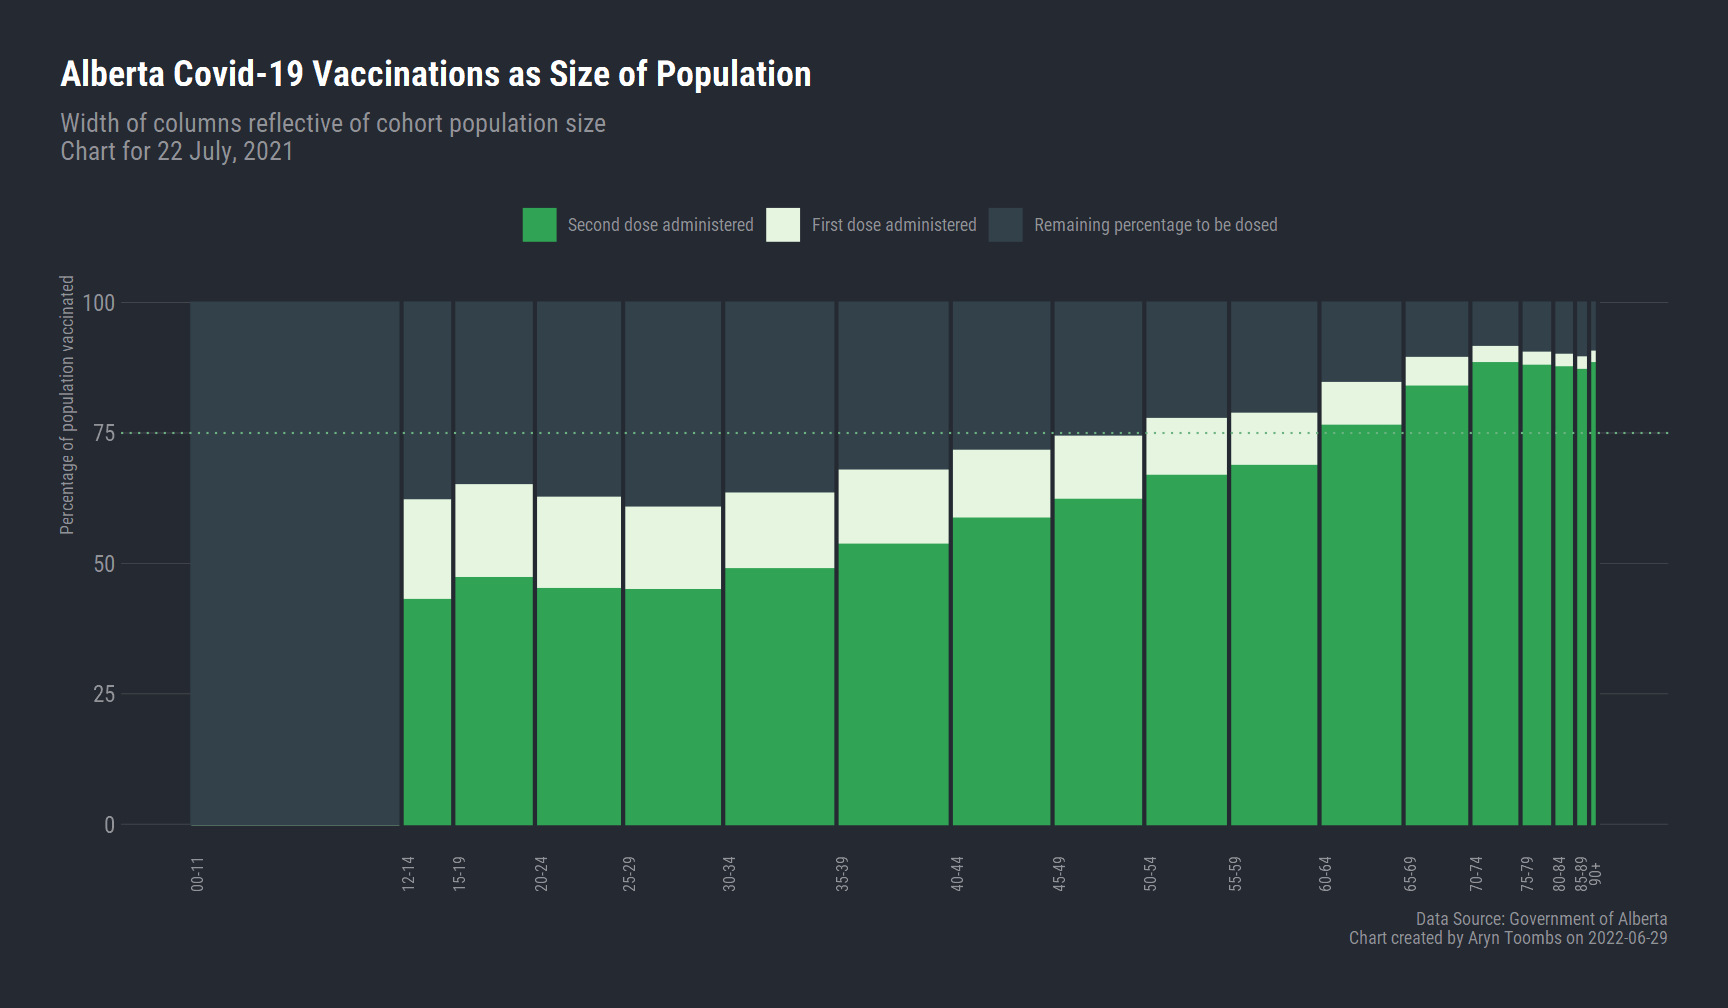 Alberta Covid-19 Vaccinations as Size of Population
Width of columns reflective of cohort population size
Chart for 22 July, 2021
Second dose administered
First dose administered
Remaining percentage to be dosed
Percentage of population vaccinated
100
75
50
25
0
00-11
12-14
15-19
20-24
25-29
30-34
35-39
40-44
45-49
50-54
55-59
60-64
65-69
70-74
75-79
80-84
85-89
90+
Data Source: Government of Alberta
Chart created by Aryn Toombs on 2022-06-29